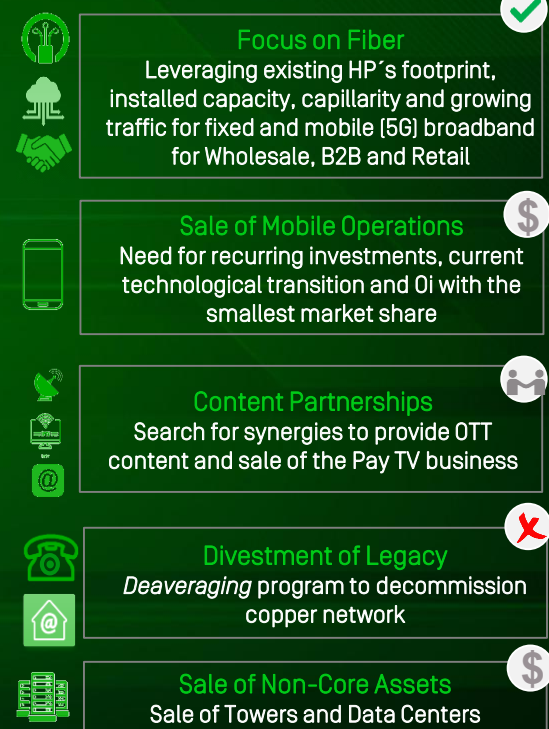 Focus on Fiber
Leveraging existing HP´s footprint,
installed capacity, capillarity and growing
traffic for fixed and mobile (5G) broadband
for Wholesale, B2B and Retail
$
Sale of Mobile Operations
Need for recurring investments, current
technological transition and Oi with the
smallest market share
Content Partnerships
Search for synergies to provide OTT
content and sale of the Pay TV business
@
Divestment of Legacy
Deaveraging program to decommission
copper network
@
$
Sale of Non-Core Assets
Sale of Towers and Data Centers